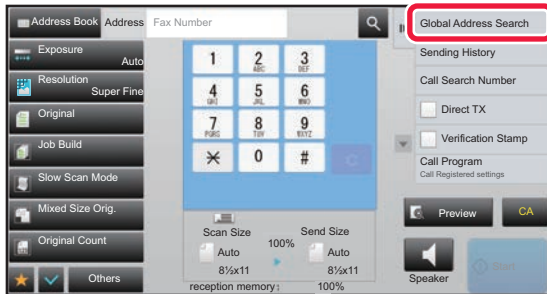 Address Book Address Fax Number
Global Address Search
Exposure
Auto
Resolution
Super Fine
Original
Job Build
Slow Scan Mode
Mixed Size Orig.
Original Count
Others
1 2 ABC 3 DEF
4 GHI 5 JKL 6 MNO
7 PQRS 8 TUV 9 WXYZ
0 #
C
Scan Size
100%
Send Size
Auto
Auto
8½x11
8½x11
reception memory: 100%
Sending History
Call Search Number
Direct TX
Verification Stamp
Call Program
Call Registered settings
Preview
CA
Speaker
Start